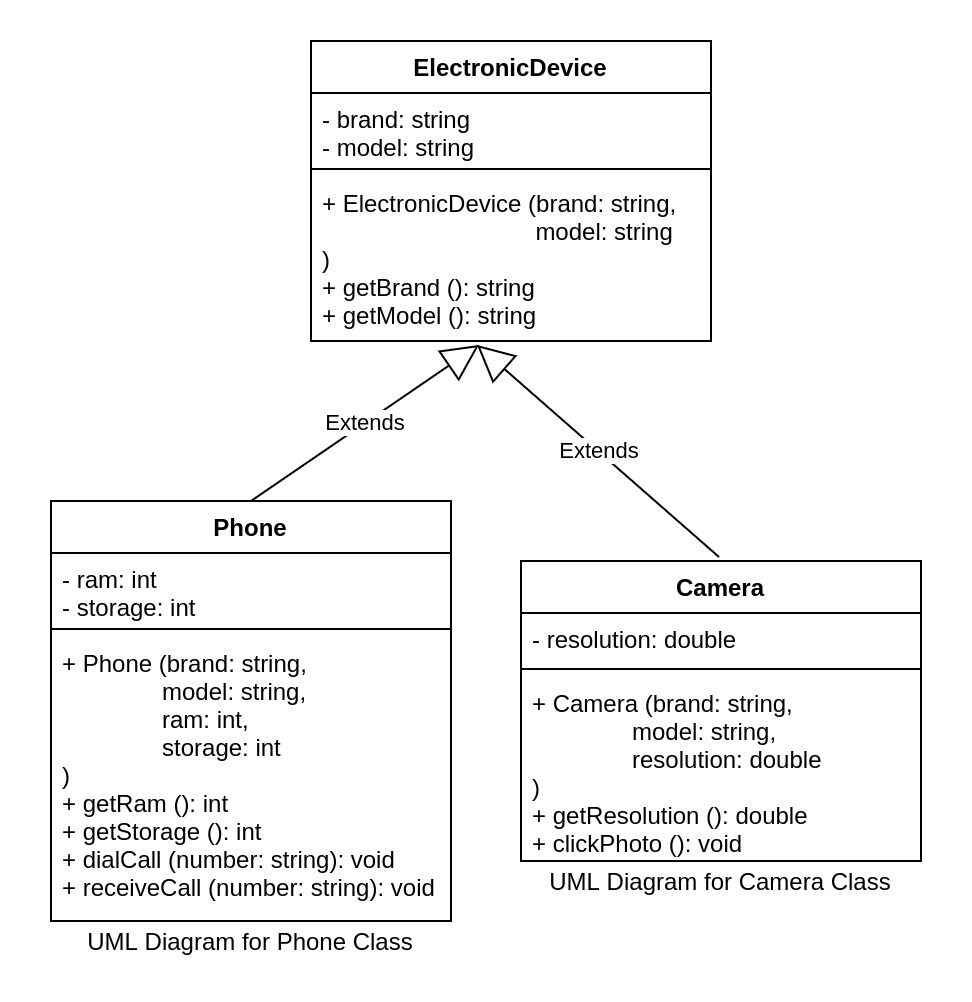 ElectronicDevice
- brand: string
- model: string
+ ElectronicDevice (brand: string,
model: string
)
+ getBrand (): string
+ getModel (): string
Extends
Extends
Phone
- ram: int
- storage: int
+ Phone (brand: string,
model: string,
ram: int,
storage: int
)
+ getRam (): int
+ getStorage (): int
+ dialCall (number: string): void
+ receiveCall (number: string): void
UML Diagram for Phone Class
Camera
- resolution: double
+ Camera (brand: string,
model: string,
resolution: double
)
+ getResolution (): double
+ clickPhoto (): void
UML Diagram for Camera Class